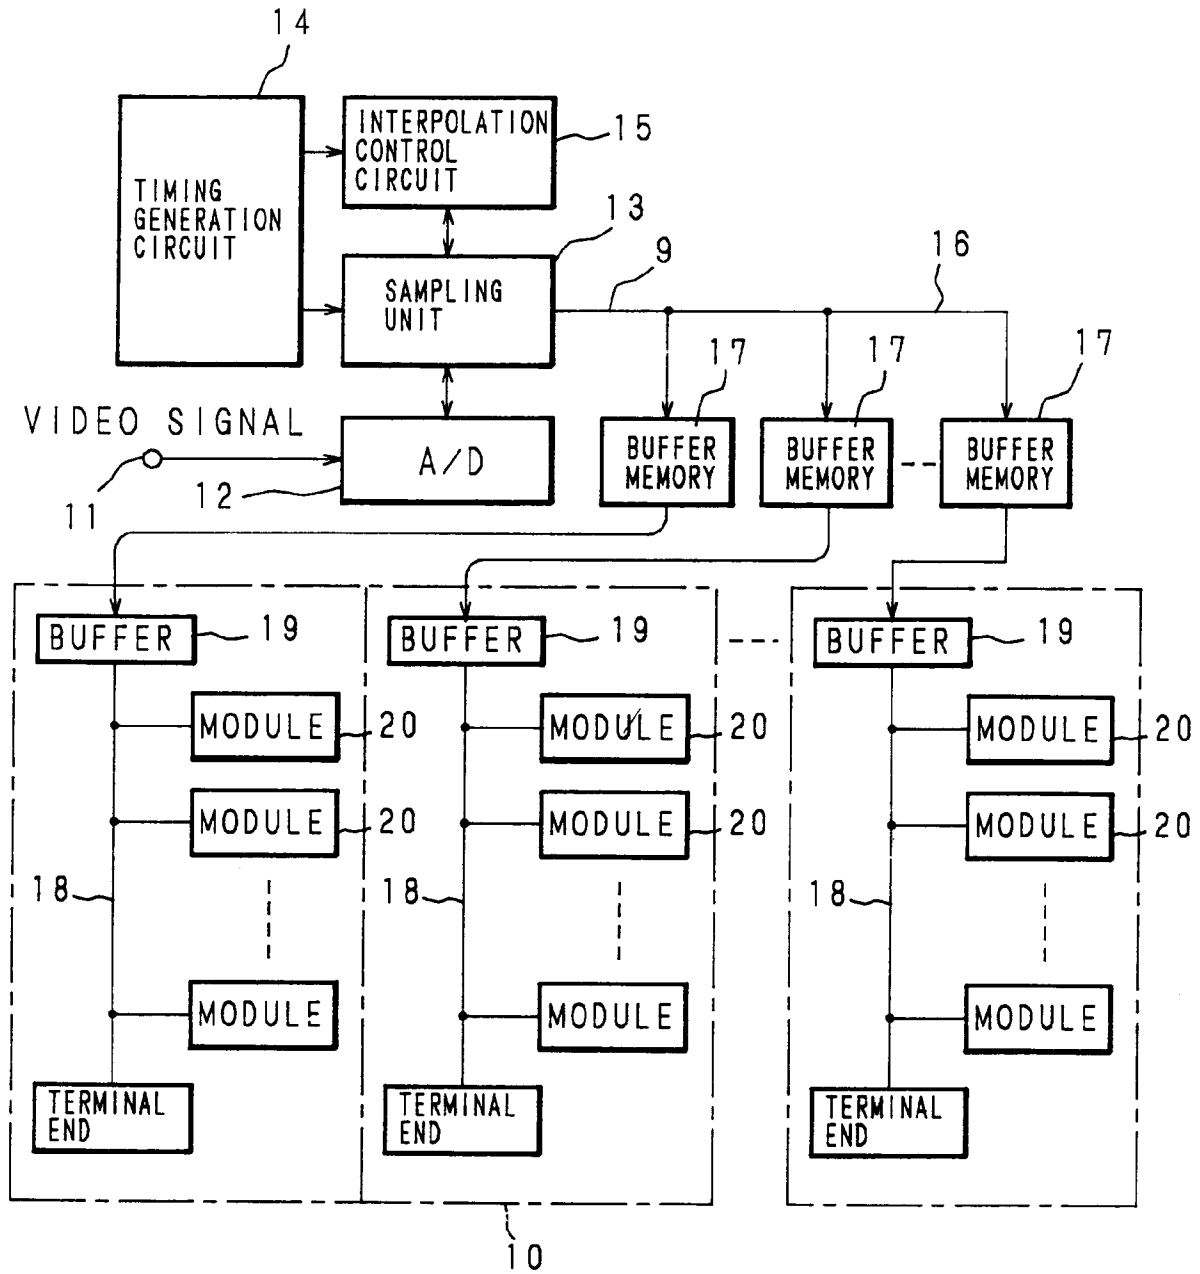 14
INTERPOLATION
CONTROL
CIRCUIT
15
TIMING
GENERATION
CIRCUIT
13
9
16
SAMPLING
UNIT
17
17
17
VIDEO SIGNAL
A/D
BUFFER
MEMORY
BUFFER
MEMORY
BUFFER
MEMORY
11
12
BUFFER
19
BUFFER
19
BUFFER
19
MODULE
20
MODULE
20
MODULE
20
MODULE
20
MODULE
20
MODULE
20
18
18
18
MODULE
MODULE
MODULE
TERMINAL
END
TERMINAL
END
TERMINAL
END
10